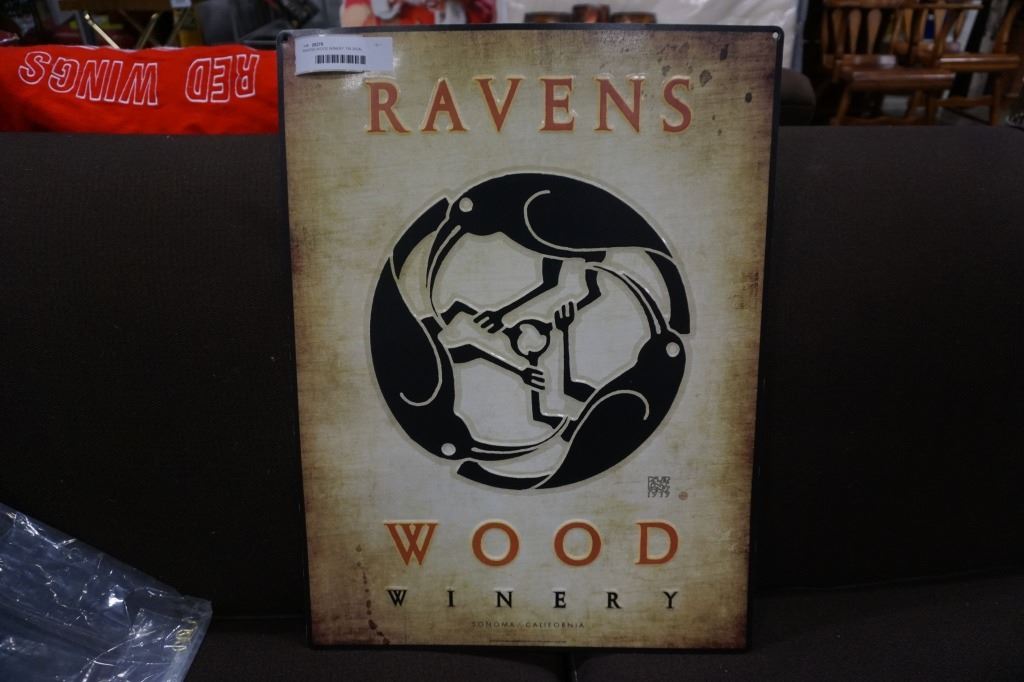 RED WINGS
RAVENS
WOOD
WINERY
SONOMA CALIFORNIA